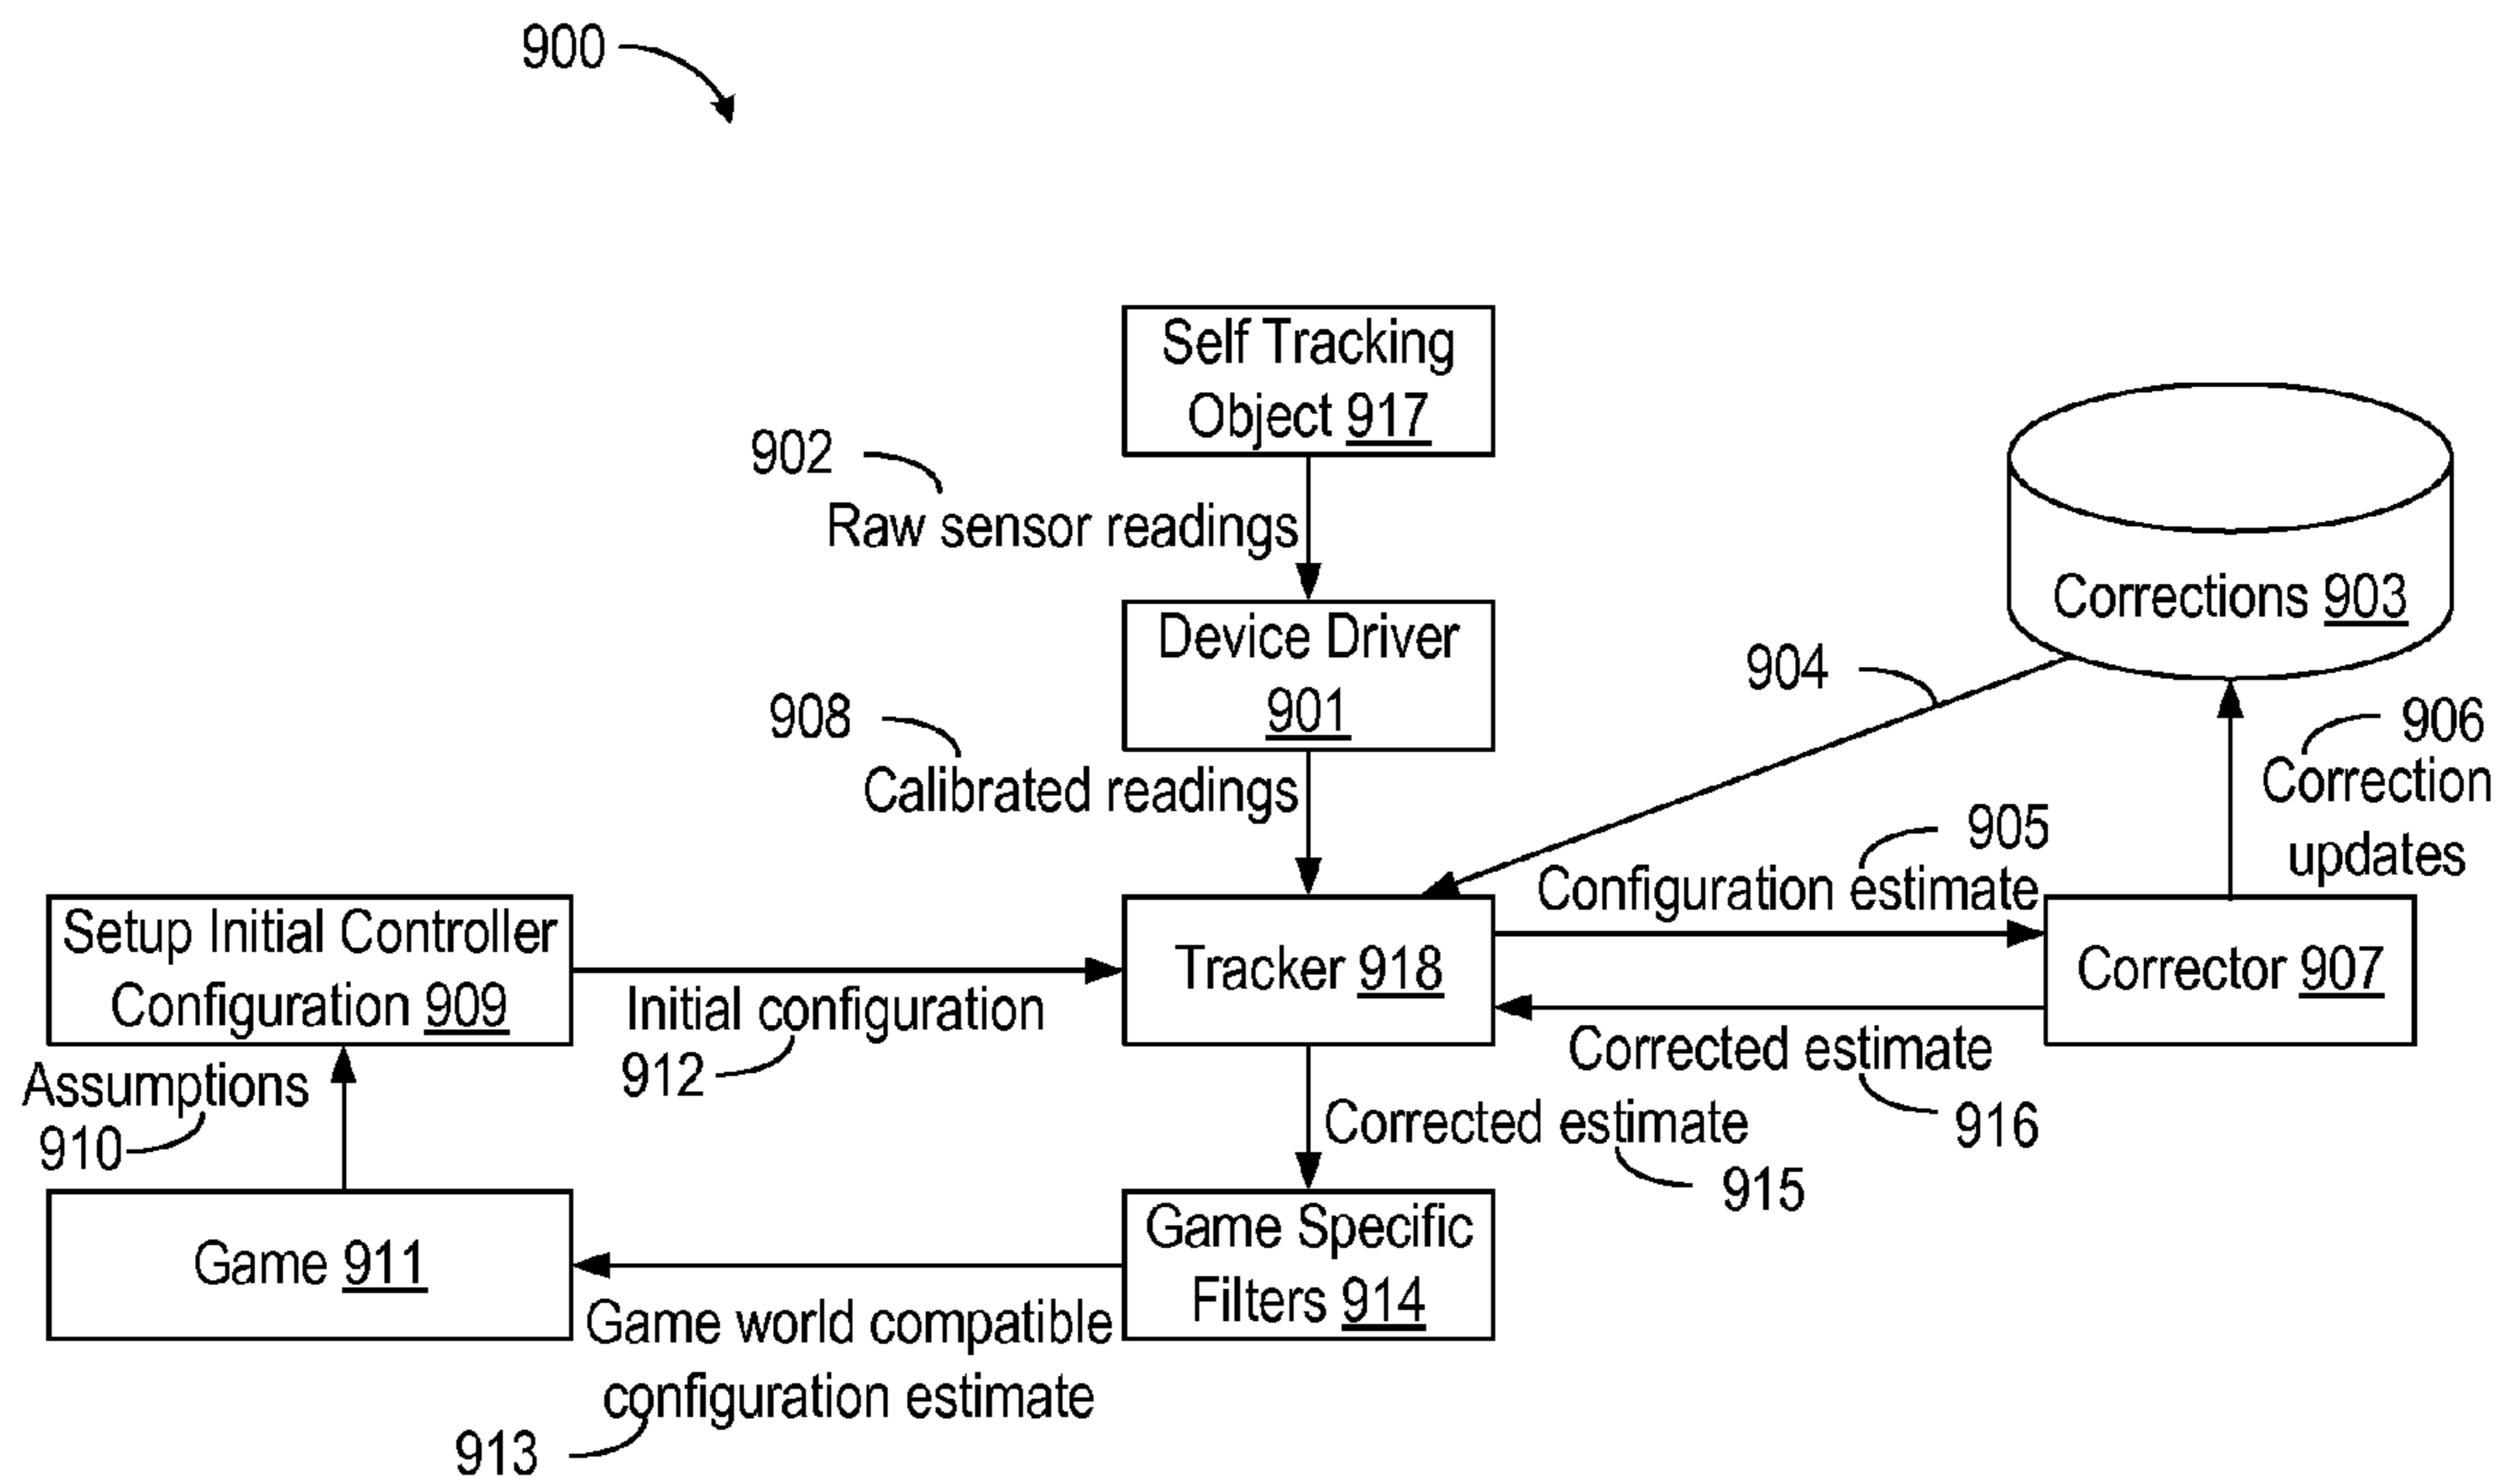 900
Self Tracking
Object 917
902
Raw sensor readings
Device Driver
901
Corrections 903
904
908
Calibrated readings
906
Correction
updates
905
Configuration estimate
Setup Initial Controller
Configuration 909
Initial configuration
912
Tracker 918
Corrector 907
Corrected estimate
916
Assumptions
910
Corrected estimate
915
Game 911
Game Specific
Filters 914
Game world compatible
configuration estimate
913